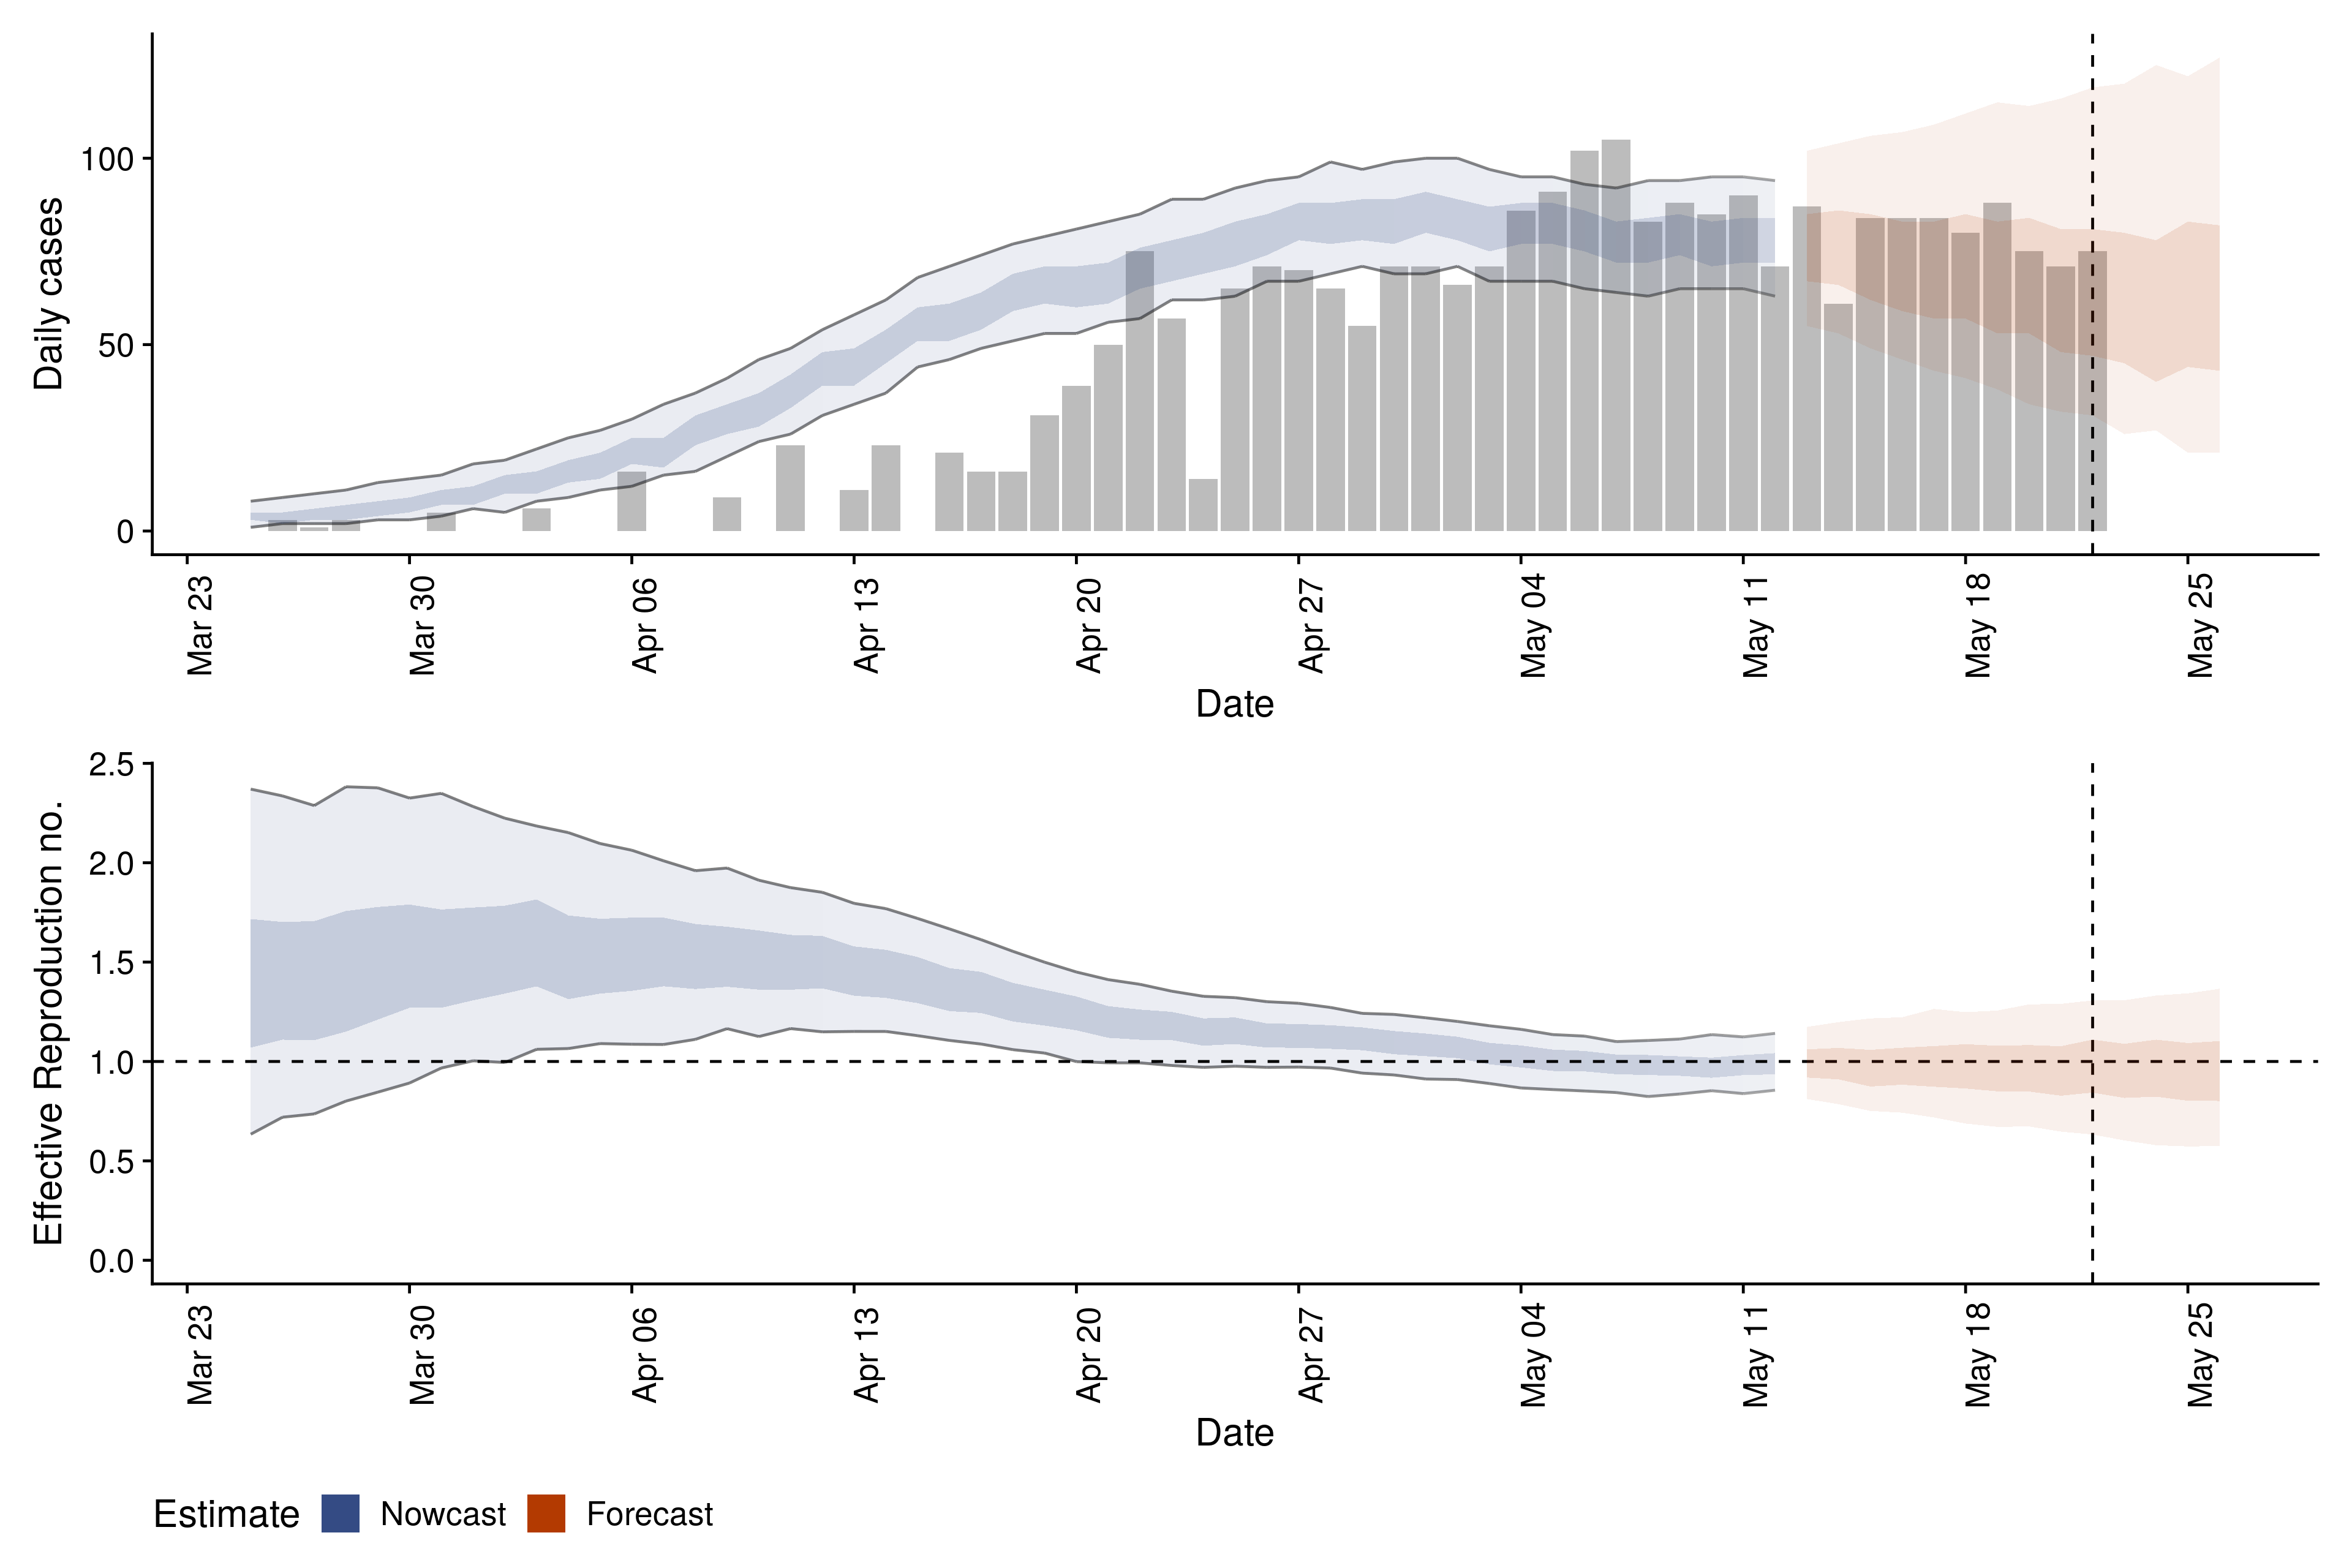 Daily cases
100
50
0
Mar 23
Mar 30
Apr 06
Apr 13
Apr 20
Apr 27
May 04
May 11
May 18
May 25
Date
Effective Reproduction no.
2.5
2.0
1.5
1.0
0.5
0.0
Mar 23
Mar 30
Apr 06
Apr 13
Apr 20
Apr 27
May 04
May 11
May 18
May 25
Date
Estimate Nowcast Forecast